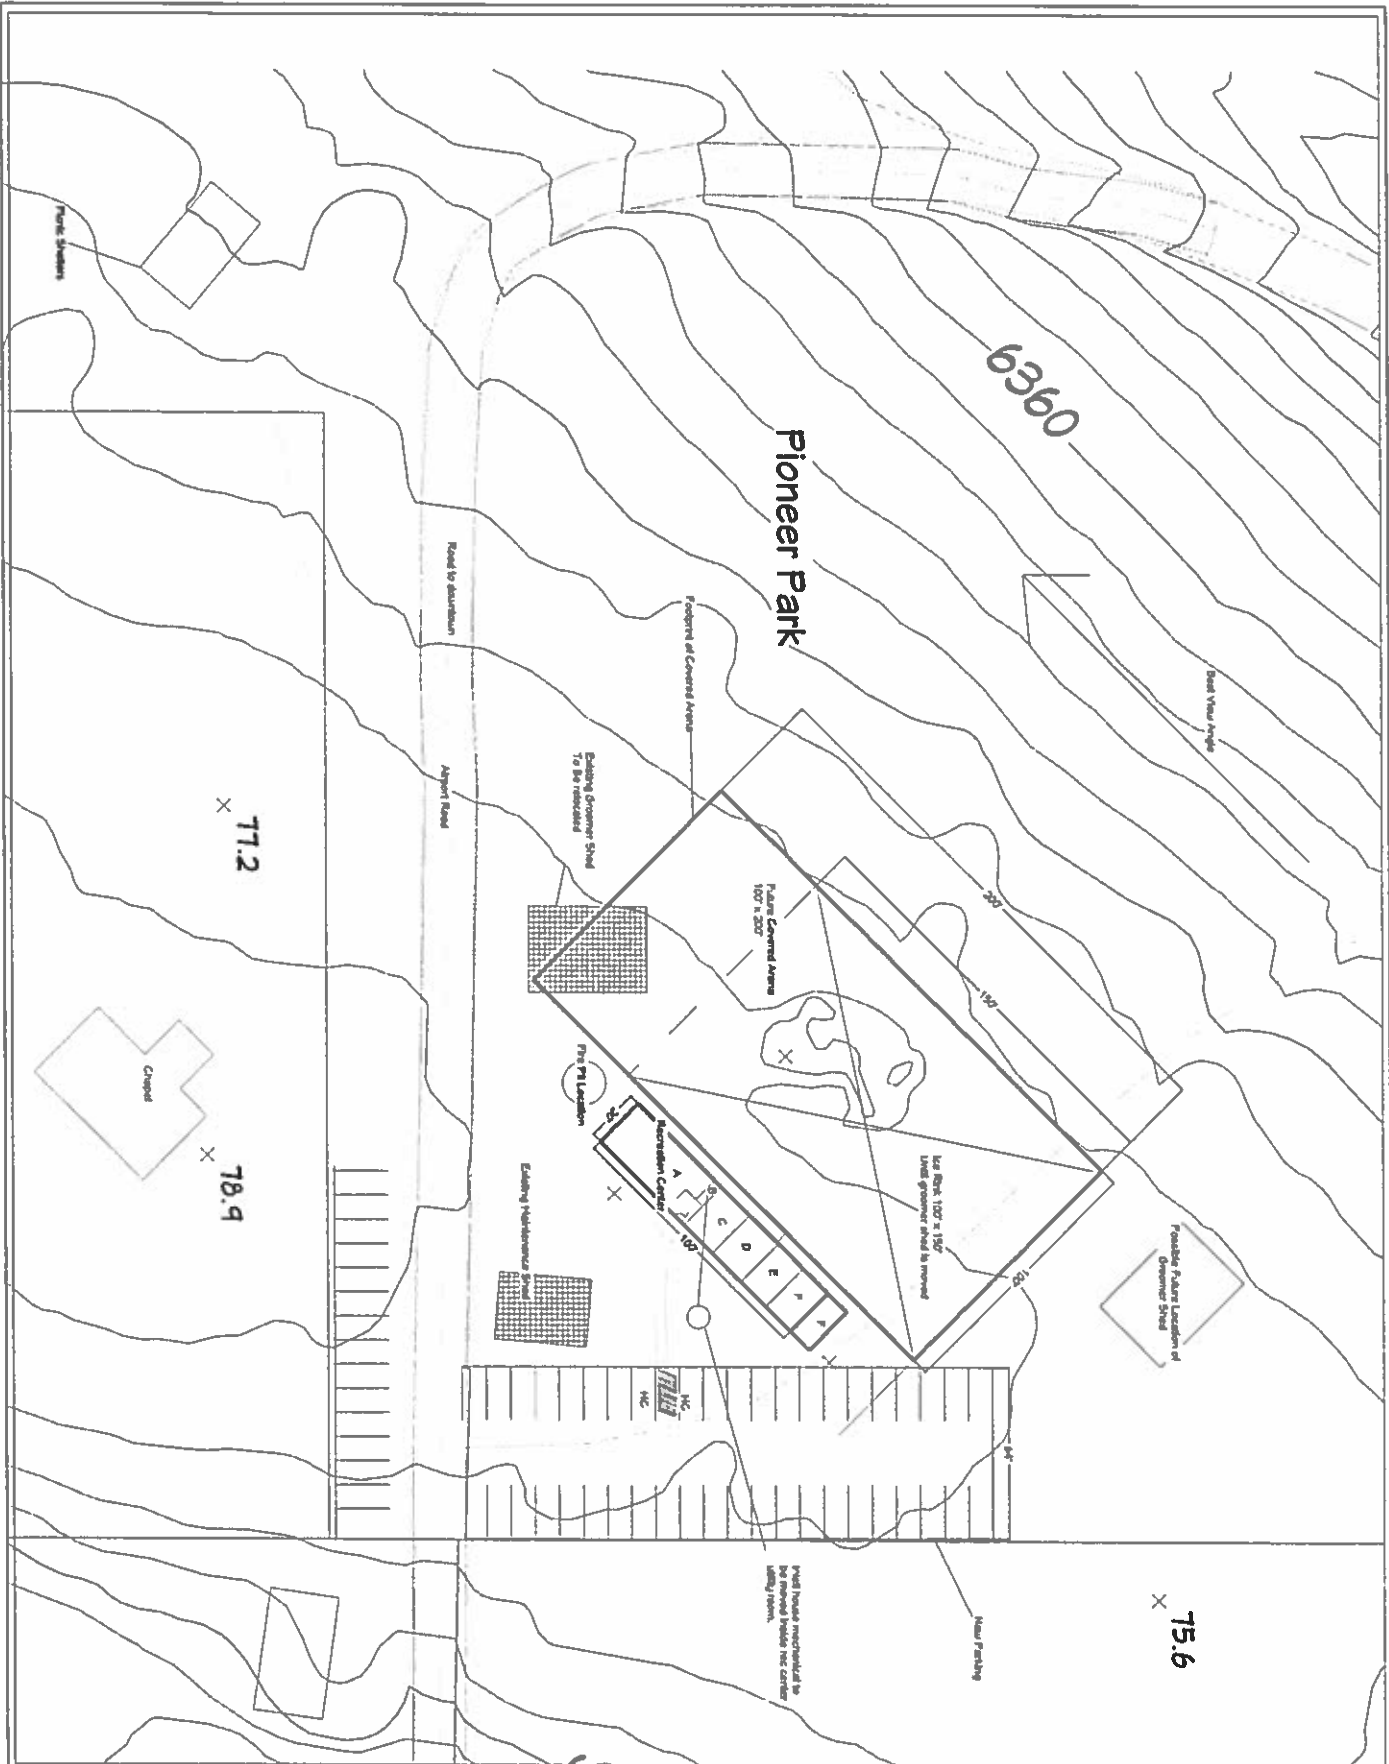 6360
Pioneer Park
Best View Angle
Picnic Shelters
Road to downtown
Airport Road
Footprint of Covered Arena
Existing Groomer Shed
To Be relocated
Future Covered Arena
100' x 200'
200'
150'
100'
Ice Rink 100' x 150'
Until groomer shed is moved
Possible Future Location of
Groomer Shed
Fire Pit Location
Recreation Center
A
B
C
D
E
F
F
100'
Existing Maintenance Shed
HC
HC
64'
New Parking
Well house mechanical to
be moved inside rec center
utility room.
Chapel
77.2
78.9
75.6